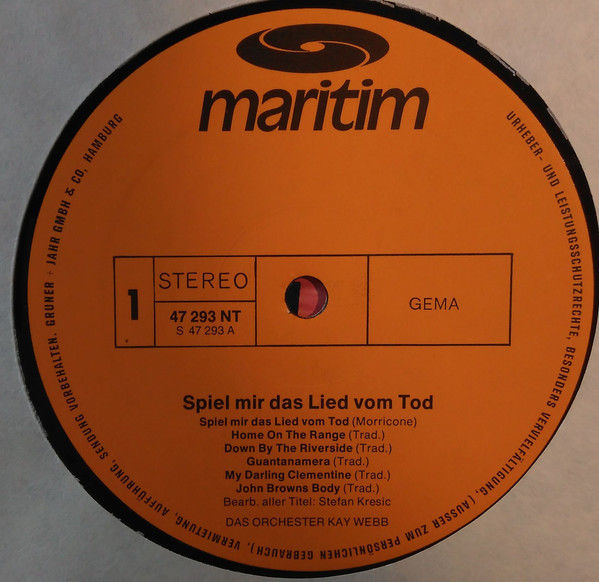 maritim
URHEBER- UND LEISTUNGSSCHUTZRECHTE, BESONDERS VERVIELFÄLTIGUNG, (AUSSER ZUM PERSÖNLICHEN GEBRAUCH), VERMIETUNG, AUFFÜHRUNG, SENDUNG VORBEHALTEN. GRUNER + JAHR GMBH & CO, HAMBURG
1
STEREO
47 293 NT
S 47 293 A
GEMA
Spiel mir das Lied vom Tod
Spiel mir das Lied vom Tod (Morricone)
Home On The Range (Trad.)
Down By The Riverside (Trad.)
Guantanamera (Trad.)
My Darling Clementine (Trad.)
John Browns Body (Trad.)
Bearb. aller Titel: Stefan Kresic
DAS ORCHESTER KAY WEBB